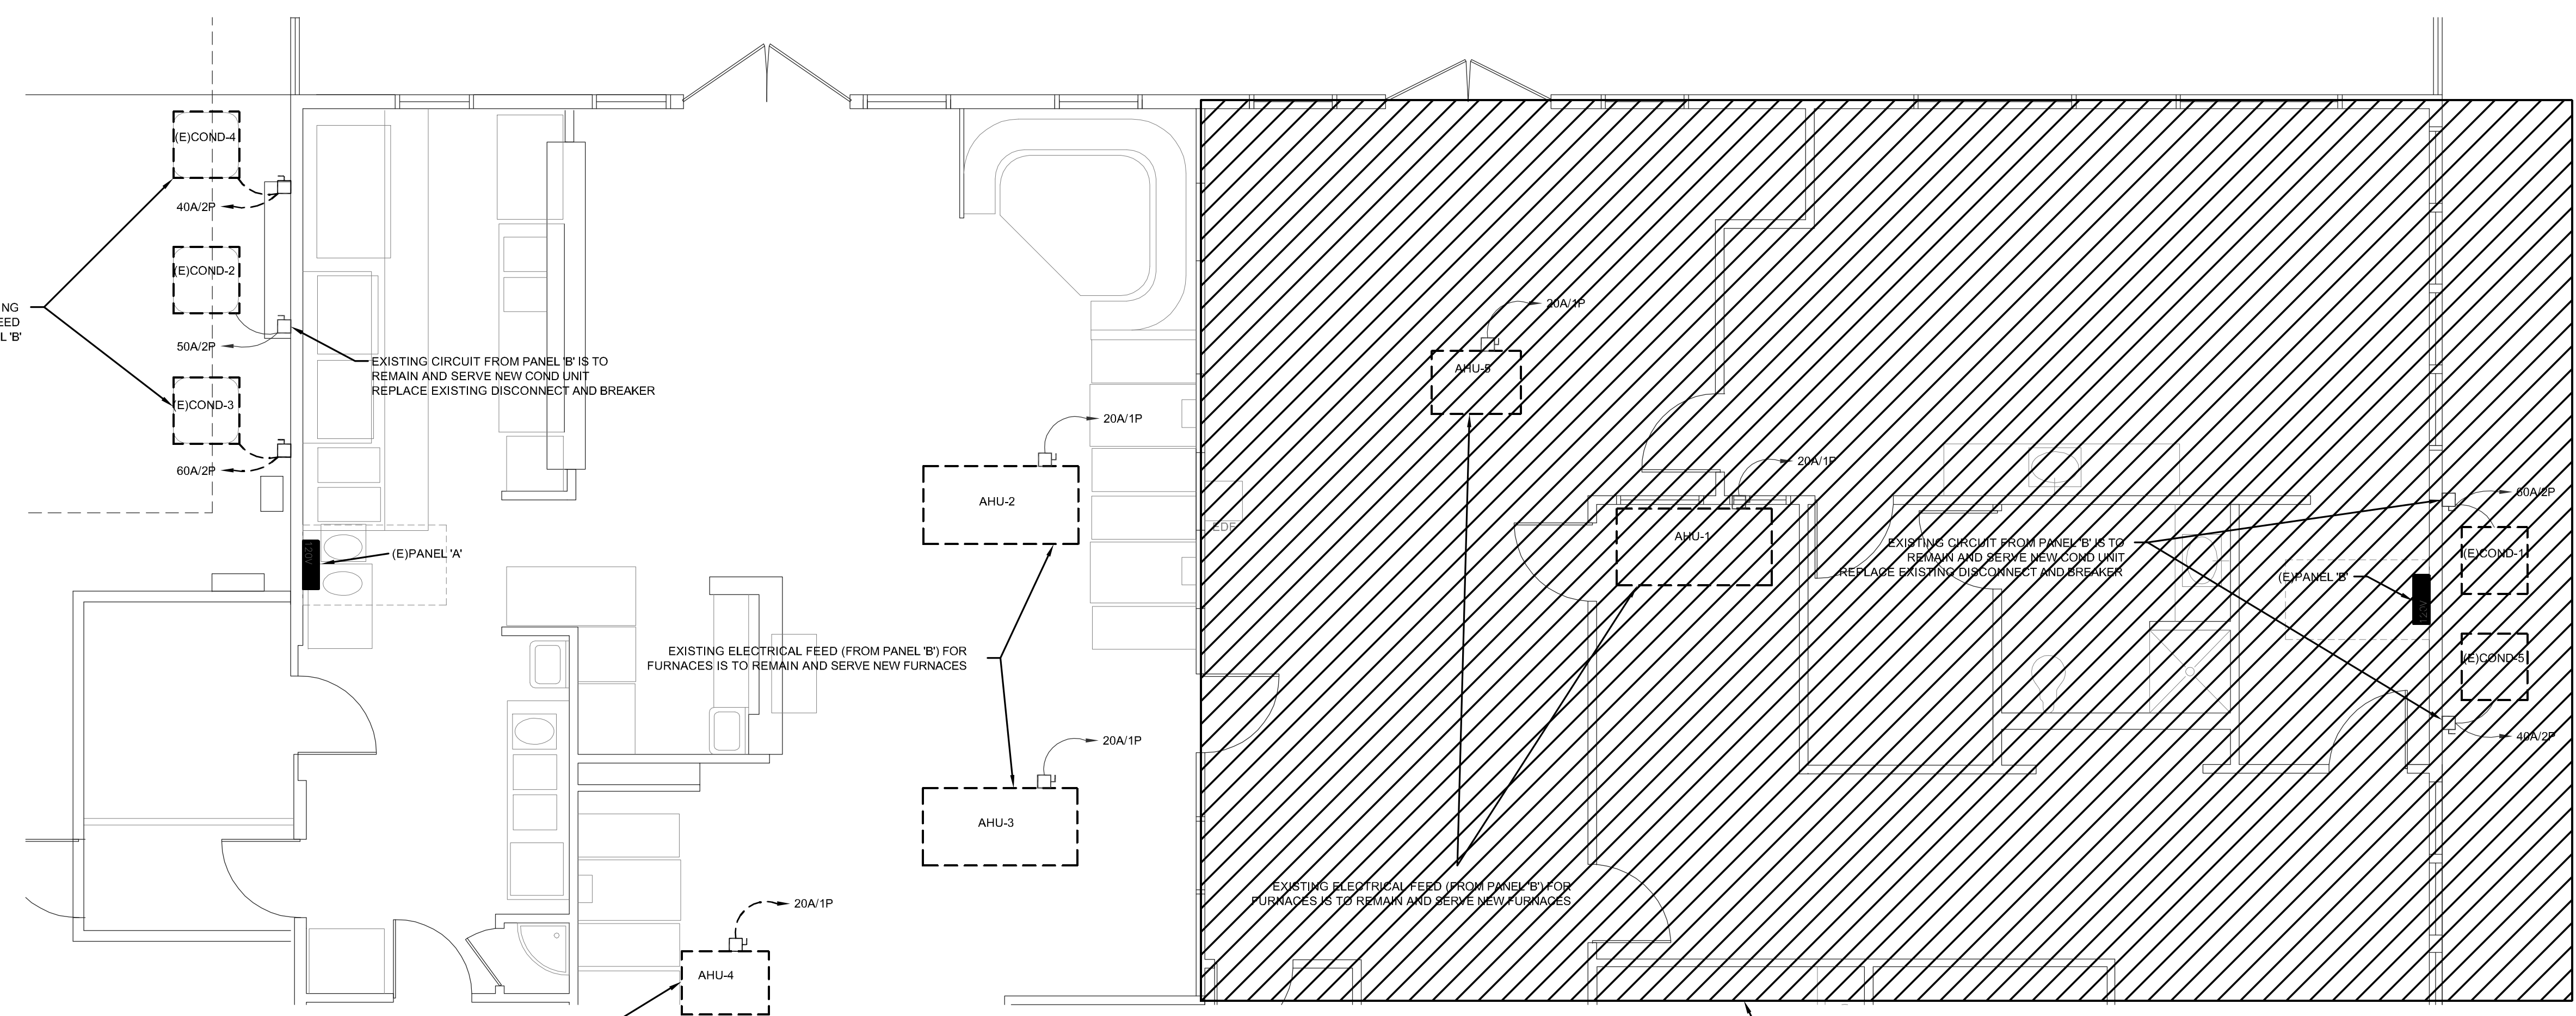 (E)COND-4
40A/2P
(E)COND-2
NG
EED
L 'B'
50A/2P
EXISTING CIRCUIT FROM PANEL 'B' IS TO
REMAIN AND SERVE NEW COND UNIT
REPLACE EXISTING DISCONNECT AND BREAKER
(E)COND-3
60A/2P
120V
(E)PANEL 'A'
20A/1P
AHU-2
EXISTING ELECTRICAL FEED (FROM PANEL 'B') FOR
FURNACES IS TO REMAIN AND SERVE NEW FURNACES
20A/1P
AHU-3
20A/1P
AHU-4
20A/1P
AHU-5
20A/1P
AHU-1
EDF
EXISTING CIRCUIT FROM PANEL 'B' IS TO
REMAIN AND SERVE NEW COND UNIT
REPLACE EXISTING DISCONNECT AND BREAKER
60A/2P
(E)COND-1
(E)PANEL 'B'
(E)COND-5
40A/2P
EXISTING ELECTRICAL FEED (FROM PANEL 'B') FOR
FURNACES IS TO REMAIN AND SERVE NEW FURNACES